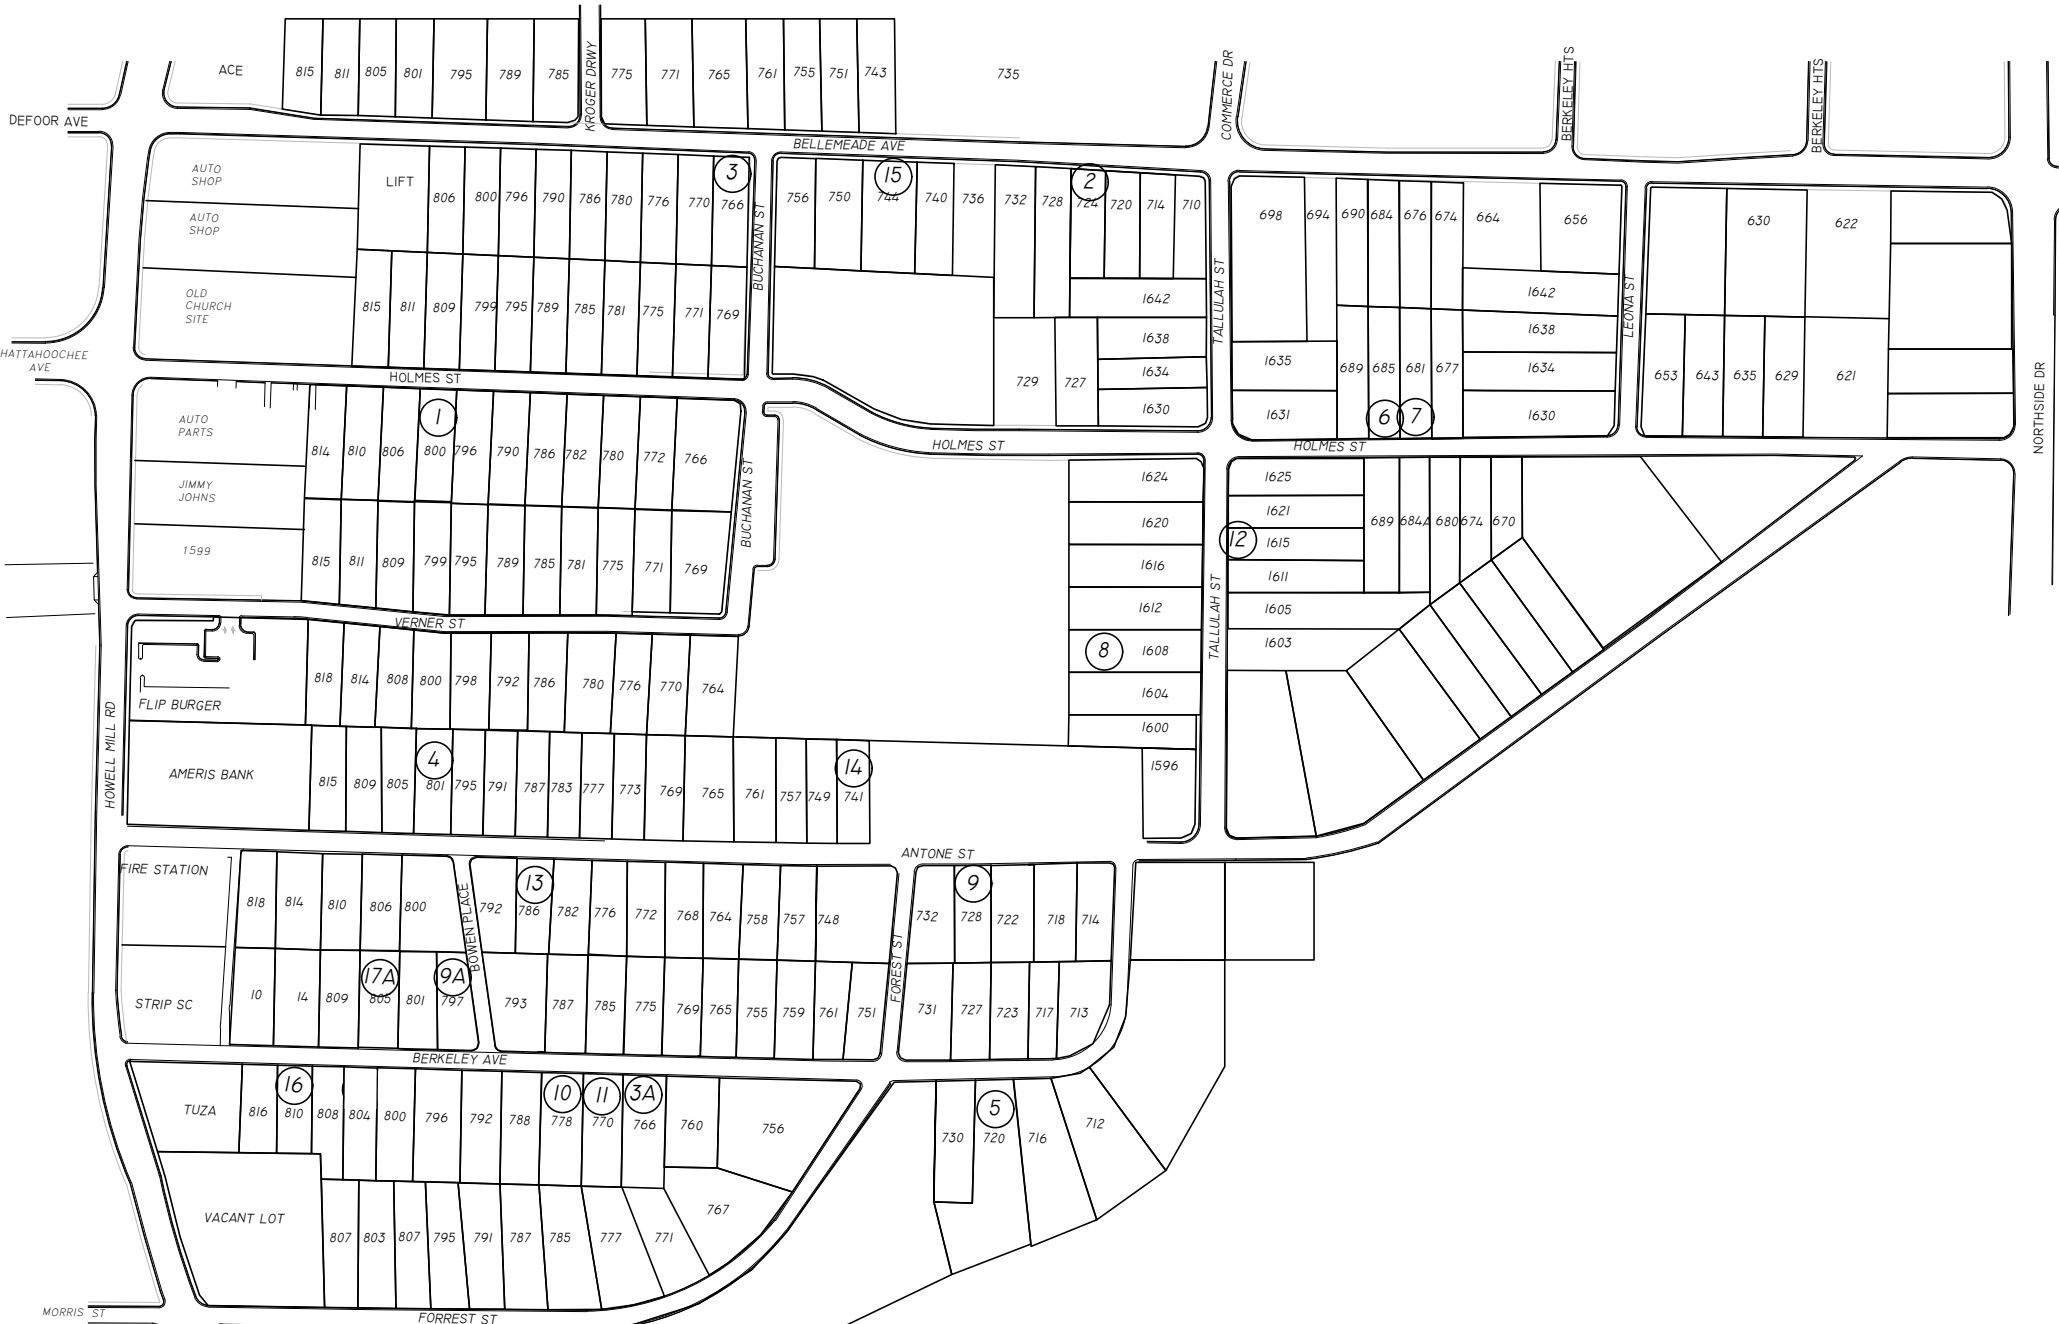 ACE
815 811 805 801 795 789 785
KROGER DRWY
775 771 765 761 755 751 743
735
COMMERCE DR
BERKELEY HTS
BERKELEY HTS
DEFOOR AVE
BELLEMEADE AVE
AUTO
SHOP
AUTO
SHOP
OLD
CHURCH
SITE
LIFT
806 800 796 790 786 780 776 770 766
3
815 811 809 799 795 789 785 781 775 771 769
BUCHANAN ST
756 750 744 740 736 732 728 724 720 714 710
15
2
1642
1638
1634
1630
729 727
TALLULAH ST
698 694 690 684 676 674 664 656
1642
1638
1634
1630
1635
1631
689 685 681 677
6 7
LEONA ST
630 622
653 643 635 629 621
NORTHSIDE DR
HATTAHOOCHEE
AVE
HOLMES ST
HOLMES ST
HOLMES ST
AUTO
PARTS
JIMMY
JOHNS
1599
1
814 810 806 800 796 790 786 782 780 772 766
815 811 809 799 795 789 785 781 775 771 769
BUCHANAN ST
VERNER ST
1624
1620
1616
1612
1608
8
1604
1600
1596
TALLULAH ST
1625
1621
12
1615
1611
1605
1603
689 684A 680 674 670
HOWELL MILL RD
FLIP BURGER
818 814 808 800 798 792 786 780 776 770 764
AMERIS BANK
4
14
815 809 805 801 795 791 787 783 777 773 769 765 761 757 749 741
ANTONE ST
FIRE STATION
STRIP SC
818 814 810 806 800
BOWEN PLACE
13
792 786 782 776 772 768 764 758 757 748
FOREST ST
9
732 728 722 718 714
17A 9A
10 14 809 805 801 797
793 787 785 775 769 765 755 759 761 751
731 727 723 717 713
BERKELEY AVE
TUZA
16
10 11 3A
816 810 808 804 800 796 792 788 778 770 766 760 756
5
730 720 716 712
VACANT LOT
807 803 807 795 791 787 785 777 771 767
MORRIS ST
FORREST ST